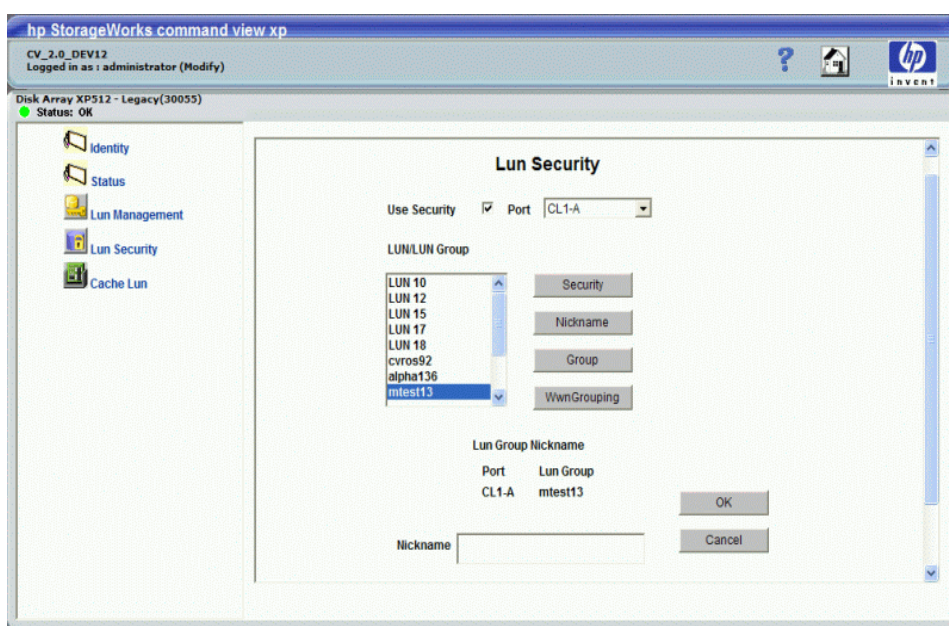 hp StorageWorks command view xp
CV_2.0_DEV12
Logged in as : administrator (Modify)
?
hp
invent
Disk Array XP512 - Legacy(30055)
Status: OK
Identity
Status
Lun Management
Lun Security
Cache Lun
Lun Security
Use Security Port CL1-A
LUN/LUN Group
LUN 10
LUN 12
LUN 15
LUN 17
LUN 18
cvros92
alpha136
mtest13
Security
Nickname
Group
WwnGrouping
Lun Group Nickname
Port Lun Group
CL1-A mtest13
OK
Cancel
Nickname